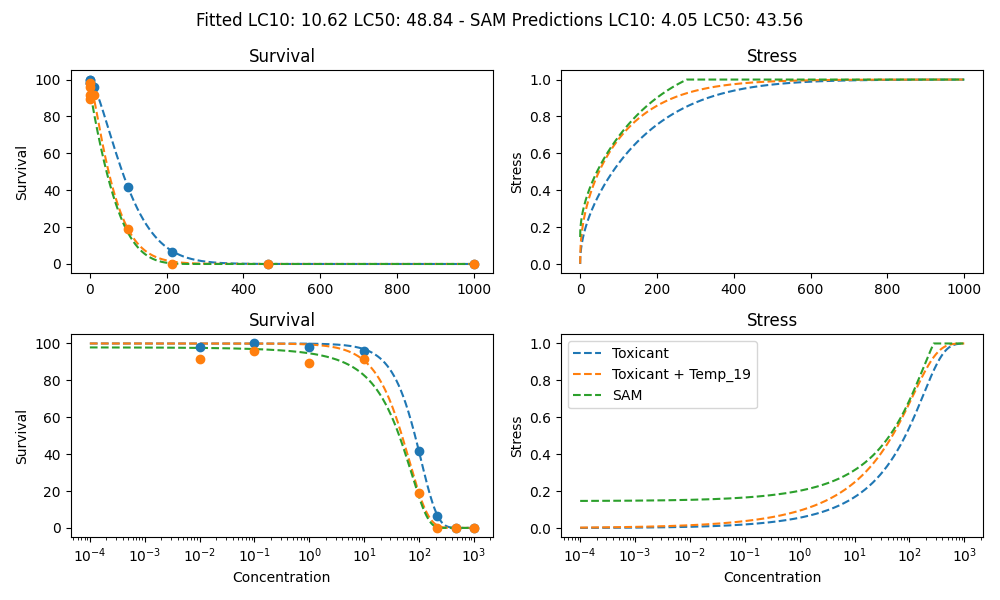 Fitted LC10: 10.62 LC50: 48.84 - SAM Predictions LC10: 4.05 LC50: 43.56
Survival
Stress
Survival
100
80
60
40
20
0
0 200 400 600 800 1000
Stress
1.0
0.8
0.6
0.4
0.2
0.0
0 200 400 600 800 1000
Survival
Stress
Survival
100
80
60
40
20
0
10⁻⁴ 10⁻³ 10⁻² 10⁻¹ 10⁰ 10¹ 10² 10³
Concentration
Stress
1.0
0.8
0.6
0.4
0.2
0.0
Toxicant
Toxicant + Temp_19
SAM
10⁻⁴ 10⁻³ 10⁻² 10⁻¹ 10⁰ 10¹ 10² 10³
Concentration